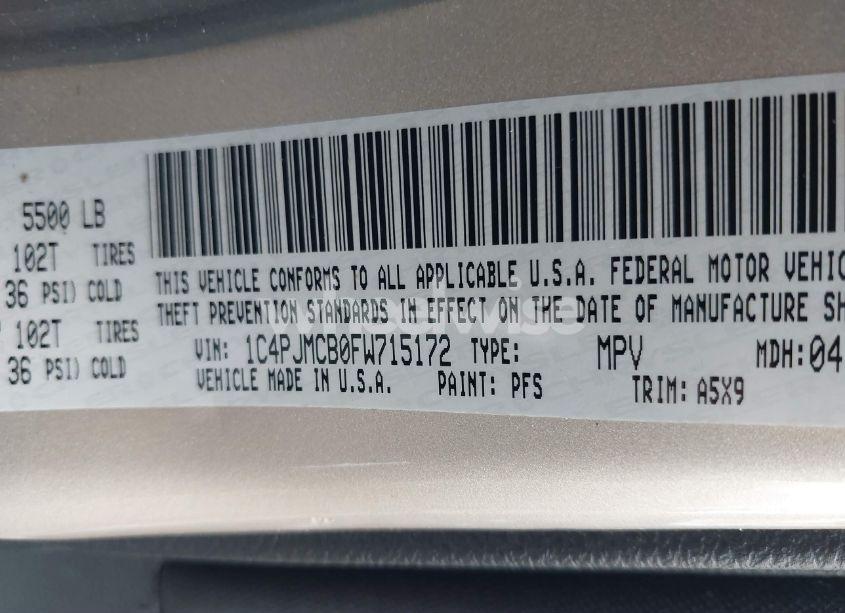 5500 LB
102T TIRES
36 PSI) COLD
102T TIRES
36 PSI) COLD
THIS VEHICLE CONFORMS TO ALL APPLICABLE U.S.A. FEDERAL MOTOR VEHIC
THEFT PREVENTION STANDARDS IN EFFECT ON THE DATE OF MANUFACTURE SH
VIN: 1C4PJMCB0FW715172 TYPE: MPV MDH: 04
VEHICLE MADE IN U.S.A. PAINT: PFS TRIM: A5X9
wheelwise